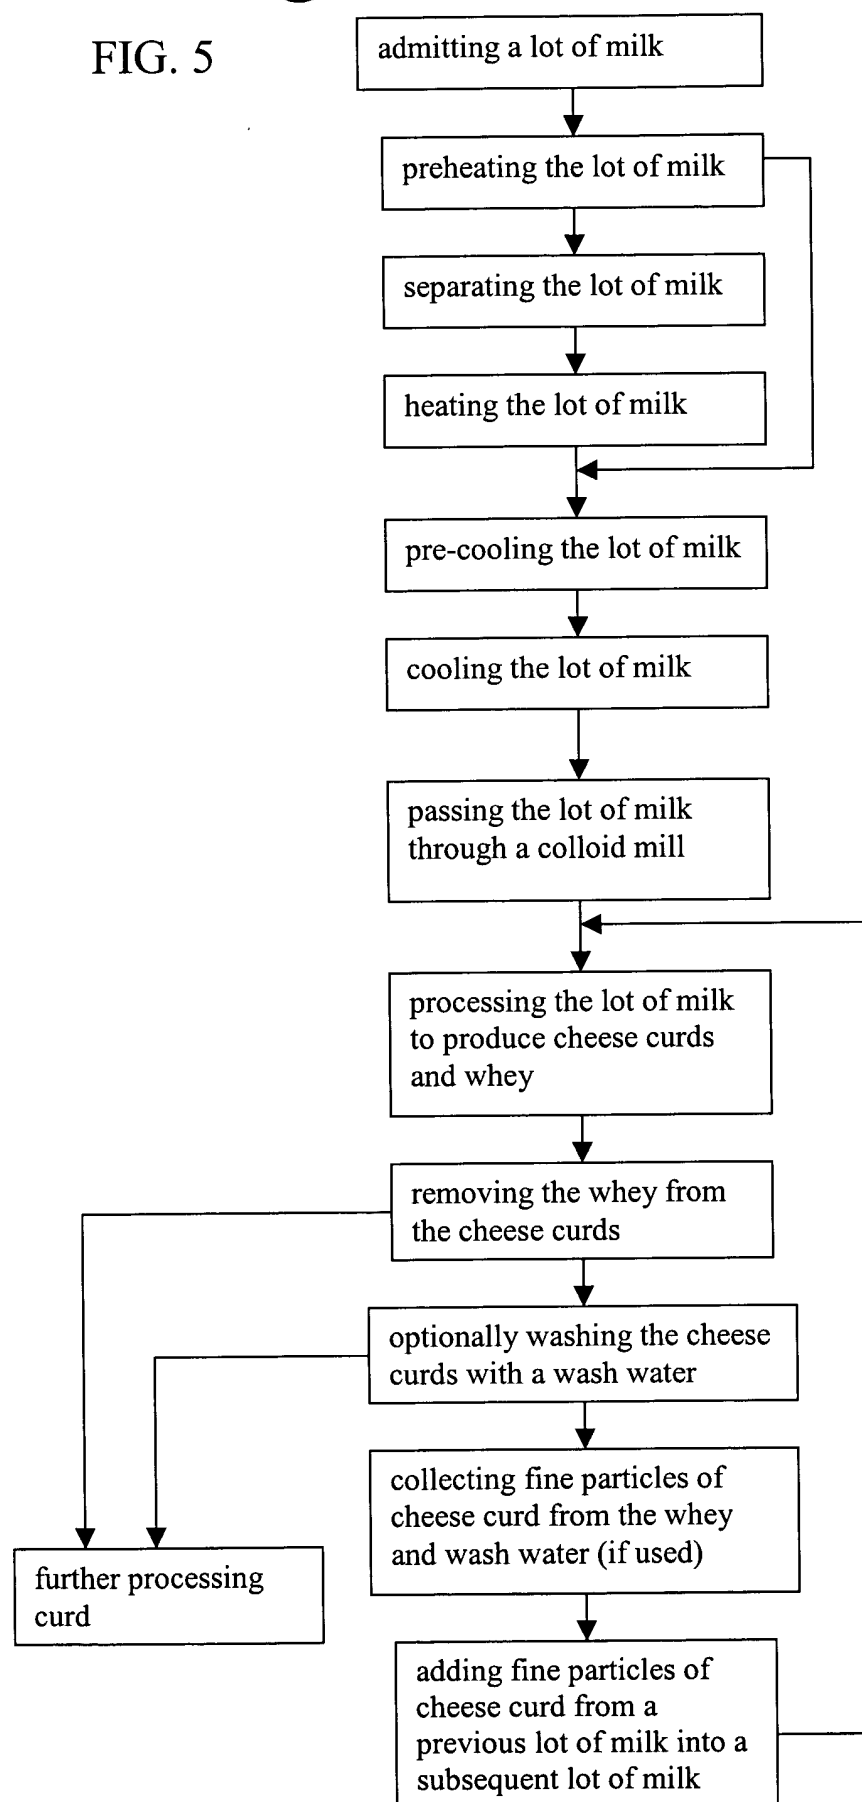 FIG. 5
admitting a lot of milk
preheating the lot of milk
separating the lot of milk
heating the lot of milk
pre-cooling the lot of milk
cooling the lot of milk
passing the lot of milk
through a colloid mill
processing the lot of milk
to produce cheese curds
and whey
removing the whey from
the cheese curds
optionally washing the cheese
curds with a wash water
collecting fine particles of
cheese curd from the whey
and wash water (if used)
further processing
curd
adding fine particles of
cheese curd from a
previous lot of milk into a
subsequent lot of milk